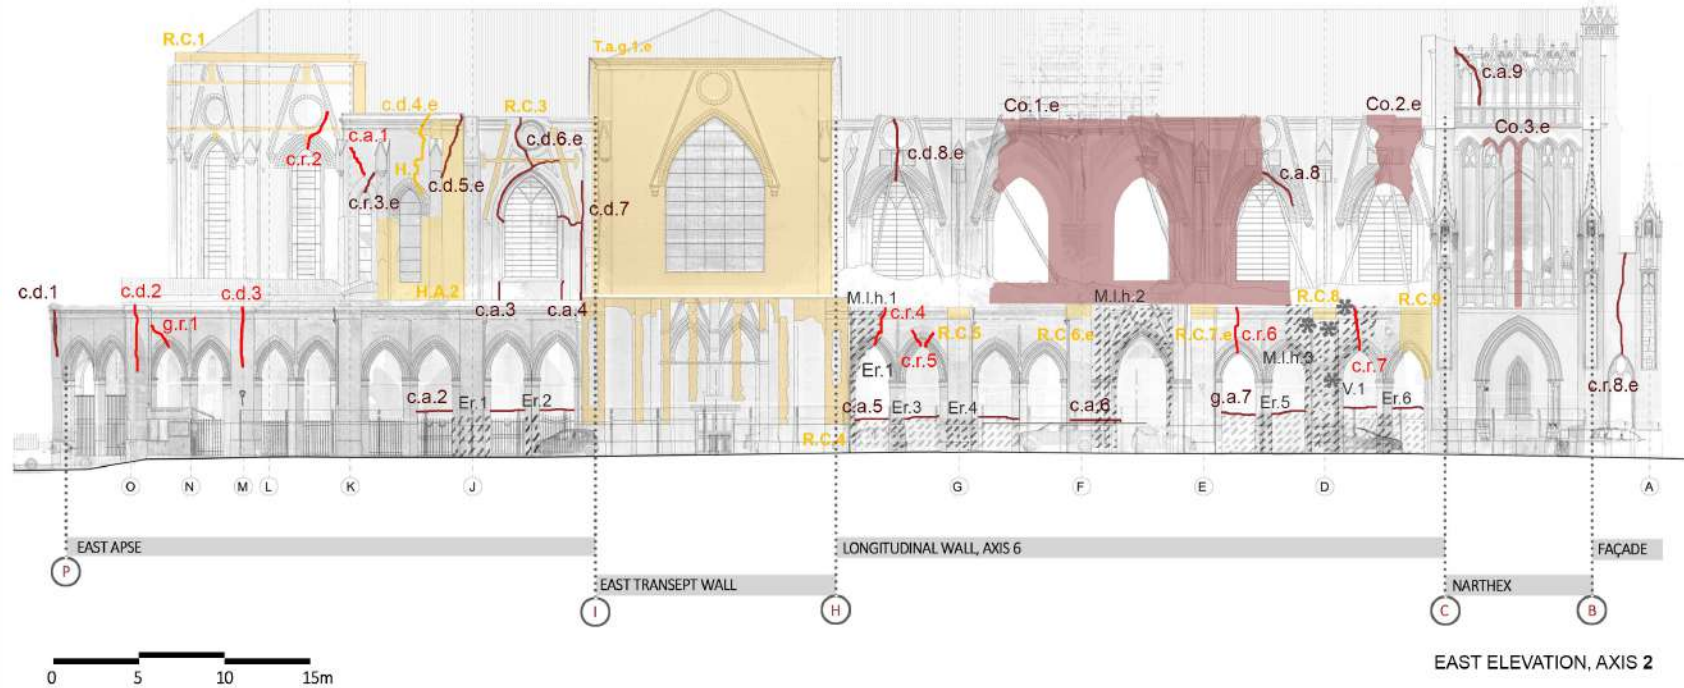 R.C.1
T.a.g.1.e
c.a.9
c.d.4.e
R.C.3
Co.1.e
Co.2.e
c.r.2
c.a.1
c.d.6.e
c.d.8.e
Co.3.e
H.1
c.d.5.e
c.a.8
c.r.3.e
c.d.7
c.d.1
c.d.2
c.d.3
H.A.2
c.a.3
c.a.4
M.l.h.1
M.l.h.2
R.C.8
R.C.9
g.r.1
c.r.4
R.C.5
R.C.6.e
R.C.7.e
c.r.6
c.r.5
M.l.h.3
c.r.7
Er.1
V.1
c.r.8.e
c.a.2
Er.1
Er.2
c.a.5
Er.3
Er.4
c.a.6
g.a.7
Er.5
Er.6
R.C.4
O N M L K J G F E D A
EAST APSE
LONGITUDINAL WALL, AXIS 6
FAÇADE
P
EAST TRANSEPT WALL
NARTHEX
I H C B
0 5 10 15m
EAST ELEVATION, AXIS 2